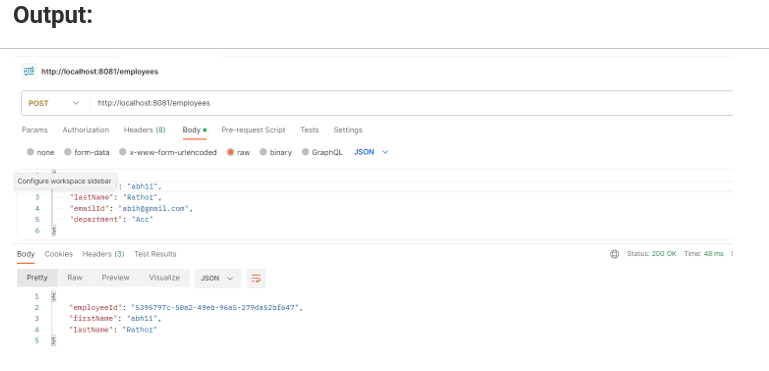 Output:
http://localhost:8081/employees
POST http://localhost:8081/employees
Params Authorization Headers (8) Body Pre-request Script Tests Settings
none form-data x-www-form-urlencoded raw binary GraphQL JSON
Configure workspace sidebar : "abhii",
3 "lastName": "Rathor",
4 "emailId": "abih@gmail.com",
5 "department": "Acc"
6 }
Body Cookies Headers (3) Test Results Status: 200 OK Time: 48 ms
Pretty Raw Preview Visualize JSON
1 {
2 "employeeId": "5395797c-50a2-49eb-96a5-279da52bf647",
3 "firstName": "abhii",
4 "lastName": "Rathor"
5 }